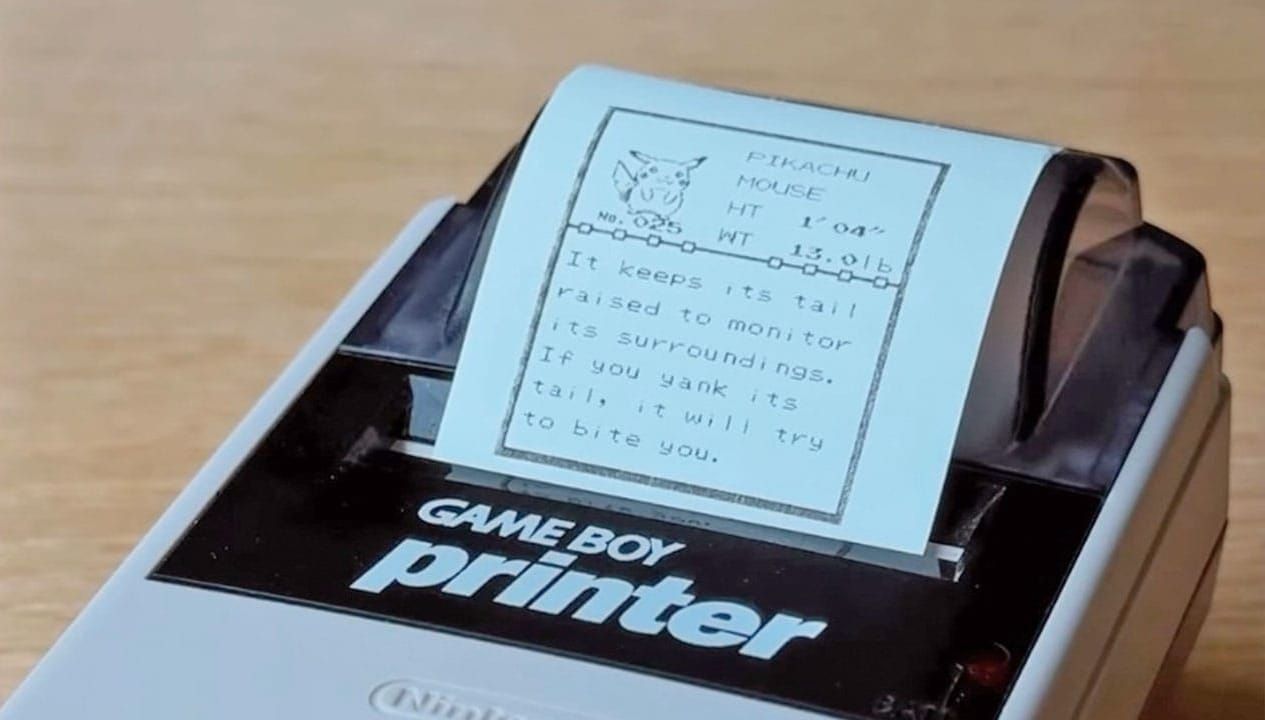 PIKACHU
MOUSE
HT 1'04"
No. 025 WT 13.0lb
It keeps its tail
raised to monitor
its surroundings.
If you yank its
tail, it will try
to bite you.
GAME BOY
printer